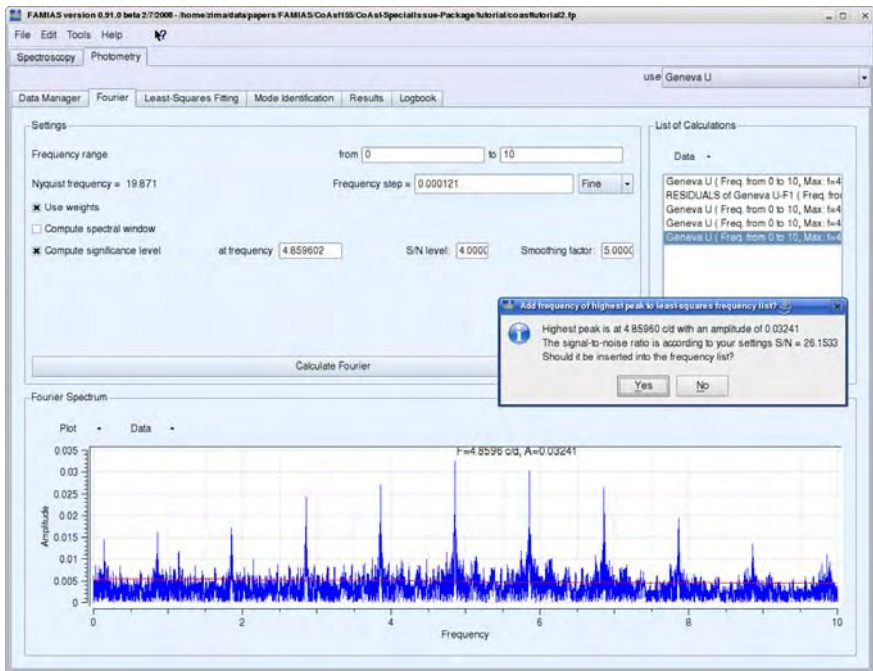 FAMIAS version 0.91.0 beta 2/7/2008 - /home/zima/data/papers/FAMIAS/CoAst155/CoAst-SpecialIssue-Package/tutorial/coasttutorial2.fp
File Edit Tools Help
Spectroscopy Photometry
use Geneva U
Data Manager Fourier Least-Squares Fitting Mode Identification Results Logbook
Settings
Frequency range from 0 to 10
Nyquist frequency = 19.871 Frequency step = 0.000121 Fine
Use weights
Compute spectral window
Compute significance level at frequency 4.859602 S/N level: 4.0000 Smoothing factor: 5.0000
Calculate Fourier
List of Calculations
Data
Geneva U ( Freq. from 0 to 10, Max: f=4
RESIDUALS of Geneva U-F1 ( Freq. fro
Geneva U ( Freq. from 0 to 10, Max: f=4
Geneva U ( Freq. from 0 to 10, Max: f=4
Geneva U ( Freq. from 0 to 10, Max: f=4
Add frequency of highest peak to least-squares frequency list?
Highest peak is at 4.85960 c/d with an amplitude of 0.03241
The signal-to-noise ratio is according to your settings S/N = 26.1533
Should it be inserted into the frequency list?
Yes No
Fourier Spectrum
Plot Data
F=4.8596 c/d, A=0.03241
Amplitude
0.035
0.03
0.025
0.02
0.015
0.01
0.005
0
0 2 4 6 8 10
Frequency